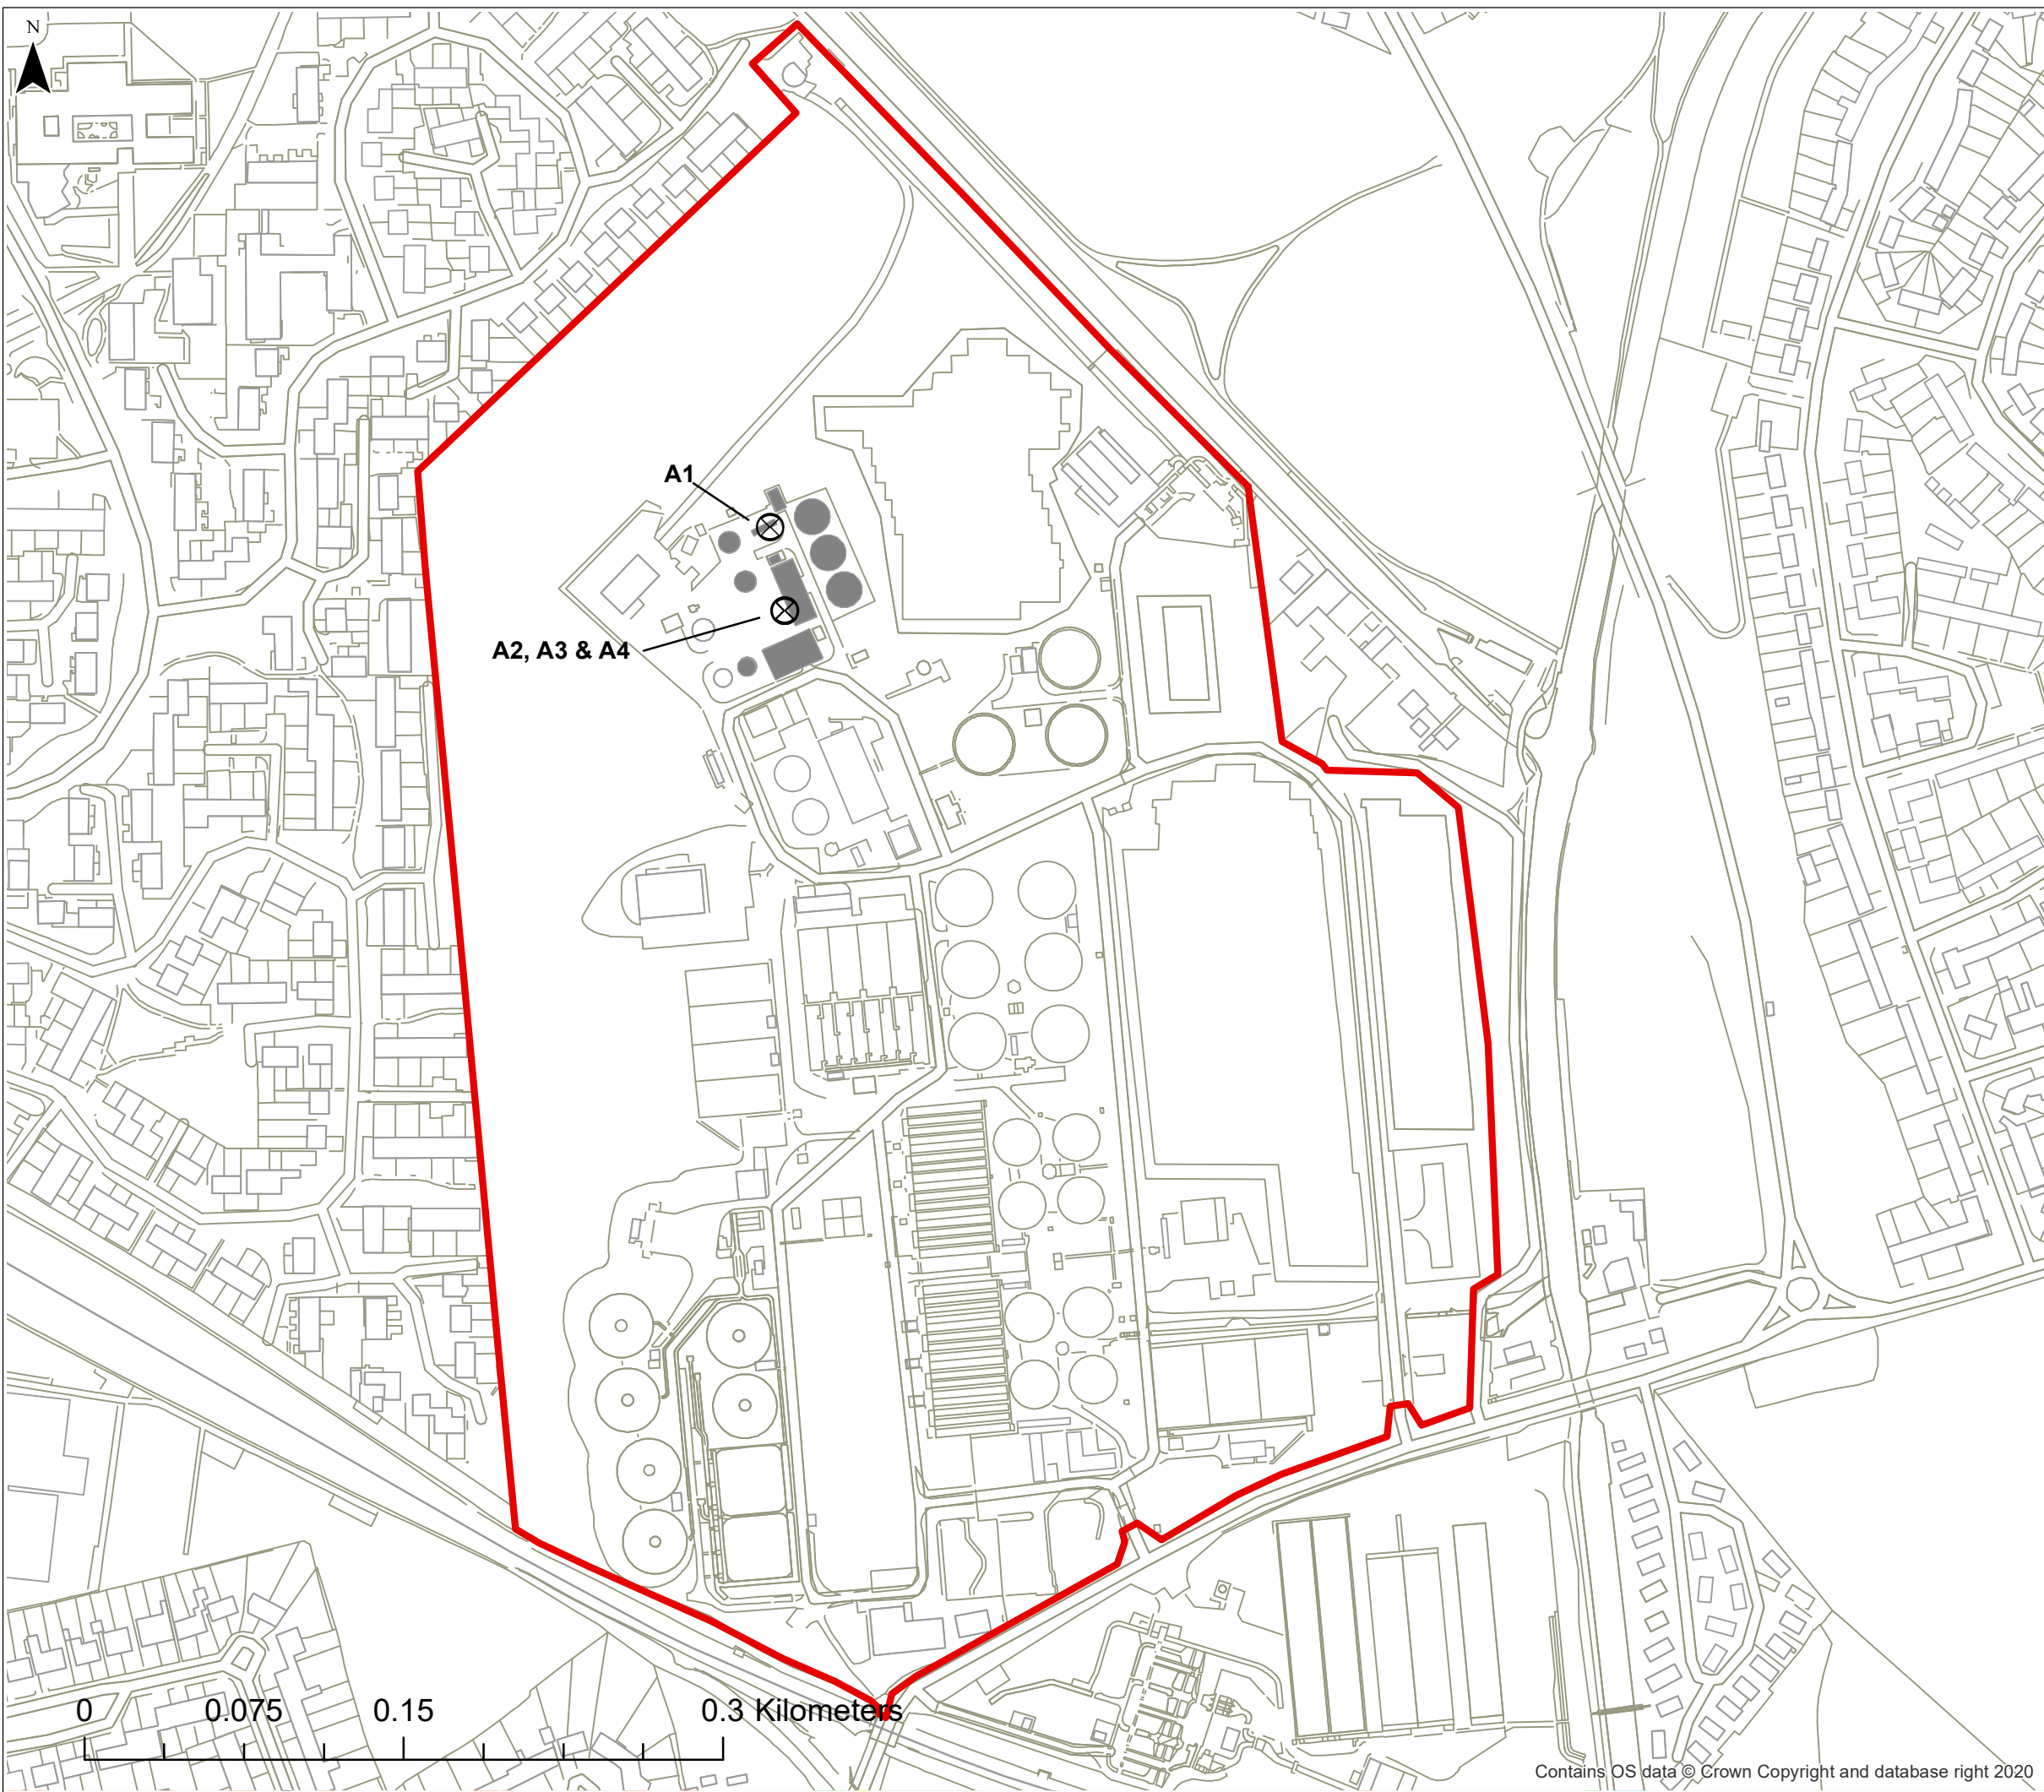 N
A1
A2, A3 & A4
0 0.075 0.15 0.3 Kilometers
Contains OS data © Crown Copyright and database right 2020